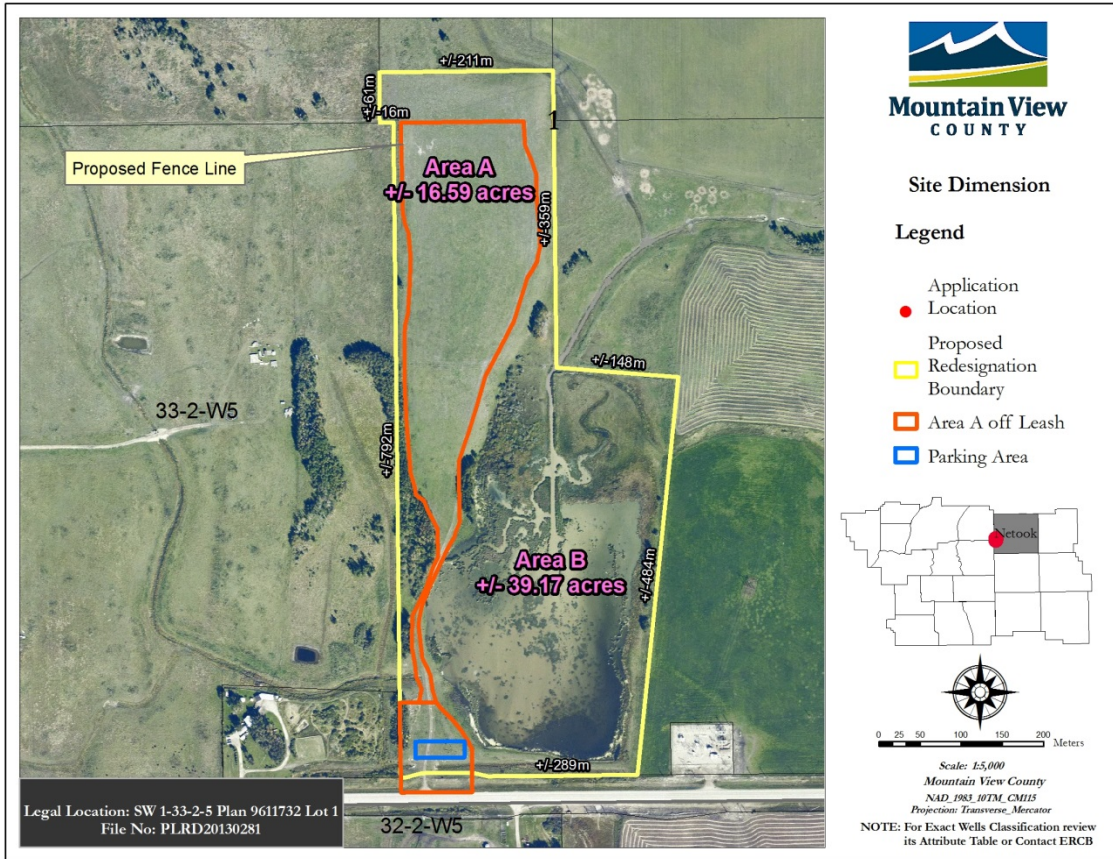 +/-211m
+/-61m
+/-16m
1
Proposed Fence Line
Area A
+/- 16.59 acres
+/-359m
+/-148m
33-2-W5
+/-792m
Area B
+/- 39.17 acres
+/-484m
+/-289m
Legal Location: SW 1-33-2-5 Plan 9611732 Lot 1
File No: PLRD20130281
32-2-W5
Mountain View
COUNTY
Site Dimension
Legend
Application
Location
Proposed
Redesignation
Boundary
Area A off Leash
Parking Area
Netook
0 25 50 100 150 200
Meters
Scale: 1:5,000
Mountain View County
NAD_1983_10TM_CM115
Projection: Transverse_Mercator
NOTE: For Exact Wells Classification review
its Attribute Table or Contact ERCB